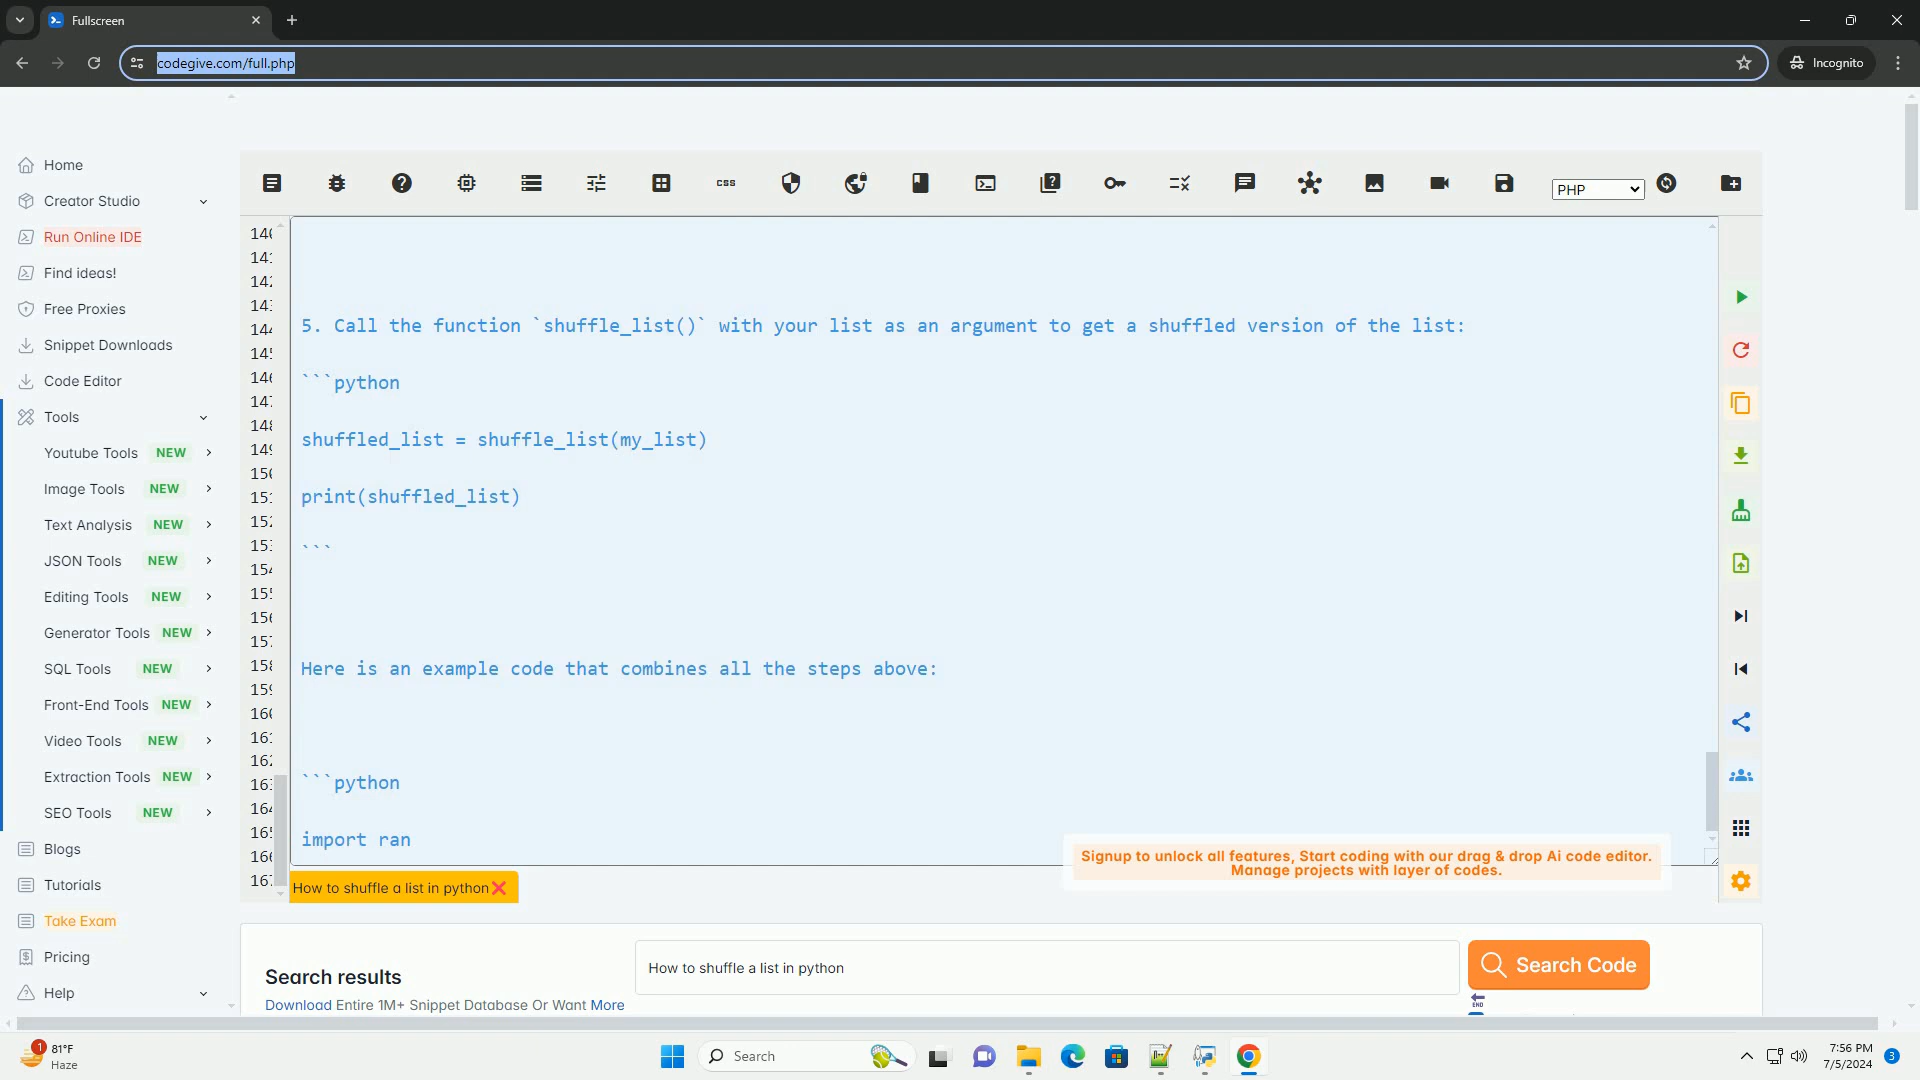 Fullscreen
codegive.com/full.php
Incognito
Home
Creator Studio
Run Online IDE
Find ideas!
Free Proxies
Snippet Downloads
Code Editor
Tools
Youtube Tools NEW
Image Tools NEW
Text Analysis NEW
JSON Tools NEW
Editing Tools NEW
Generator Tools NEW
SQL Tools NEW
Front-End Tools NEW
Video Tools NEW
Extraction Tools NEW
SEO Tools NEW
Blogs
Tutorials
Take Exam
Pricing
Help
CSS
PHP
5. Call the function `shuffle_list()` with your list as an argument to get a shuffled version of the list:
```python
shuffled_list = shuffle_list(my_list)
print(shuffled_list)
```
Here is an example code that combines all the steps above:
```python
import ran
Signup to unlock all features, Start coding with our drag & drop Ai code editor.
Manage projects with layer of codes.
How to shuffle a list in python
Search results
How to shuffle a list in python
Search Code
Download Entire 1M+ Snippet Database Or Want More
END
1
81°F
Haze
Search
7:56 PM
7/5/2024
3